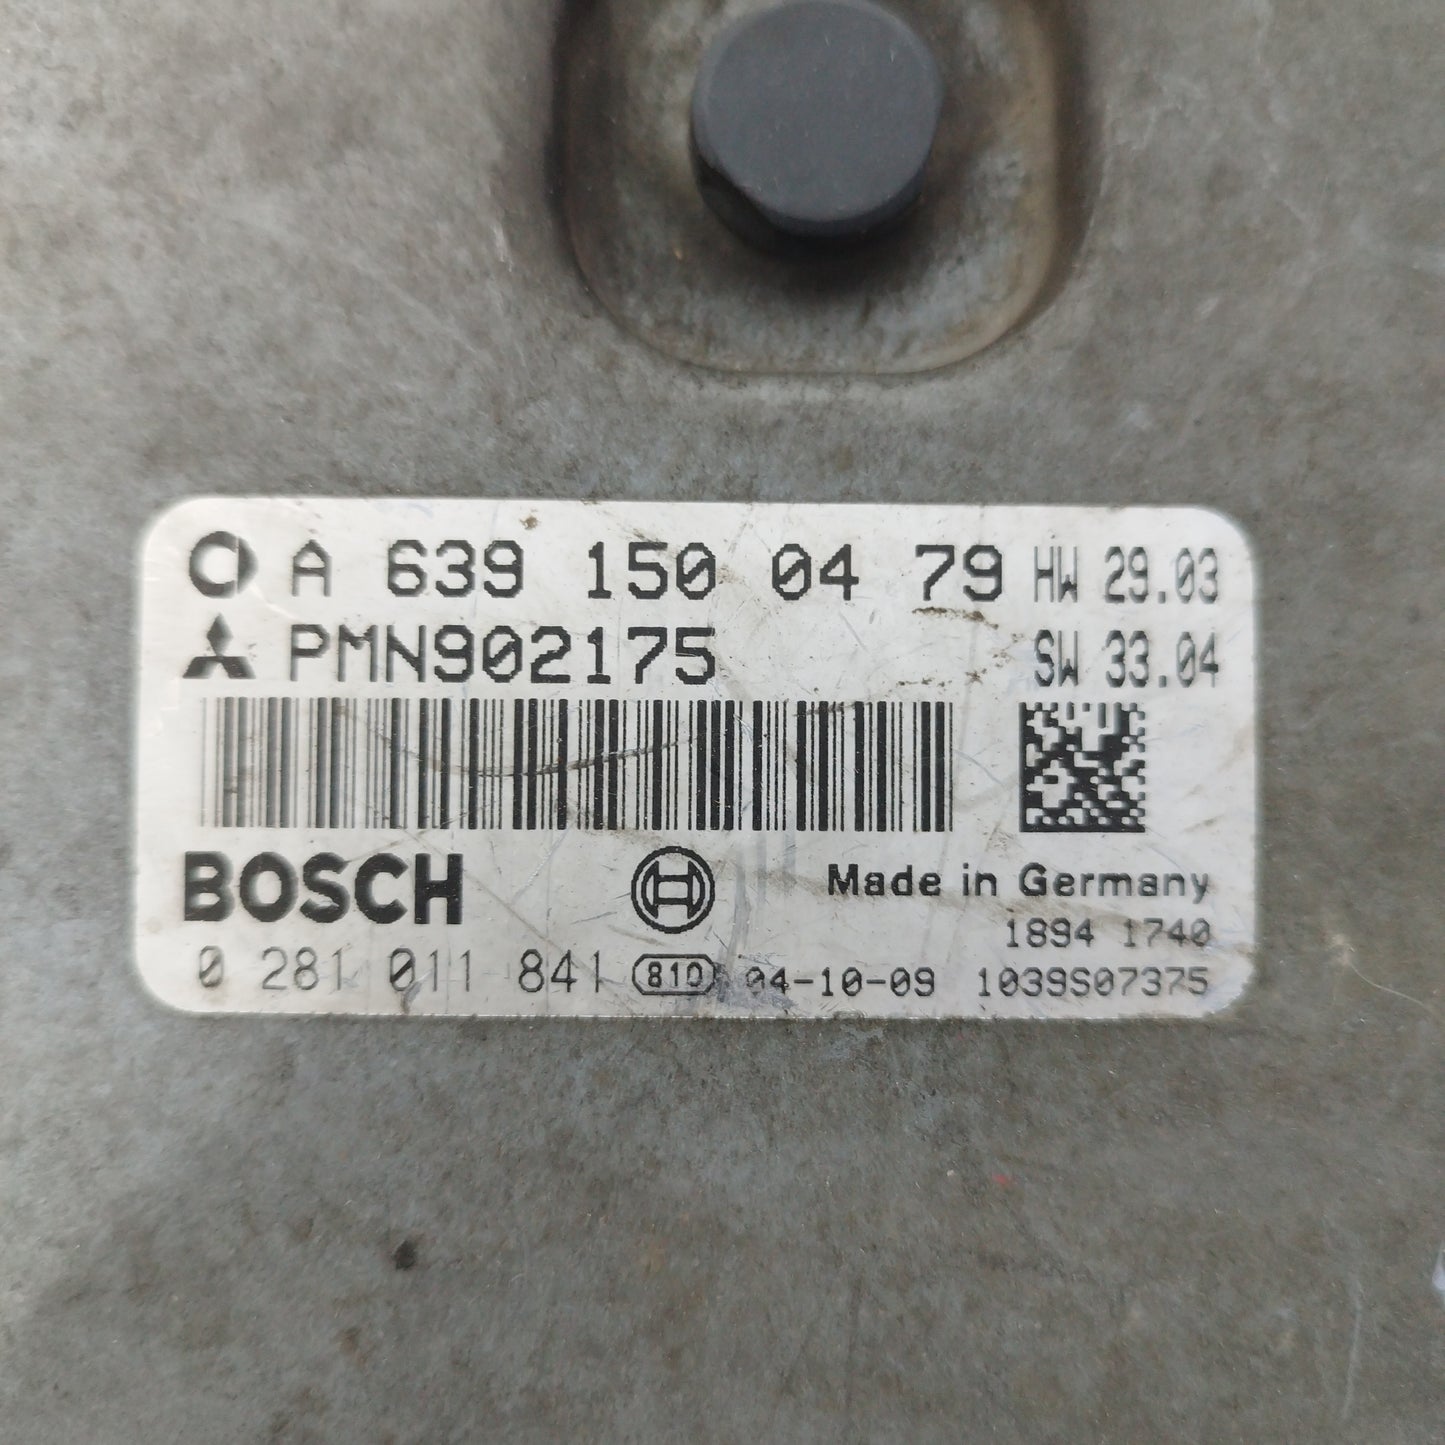 A 639 150 04 79 HW 29.03
PMN902175 SW 33.04
BOSCH
Made in Germany
1894 1740
0 281 011 841 810 04-10-09 1039S07375